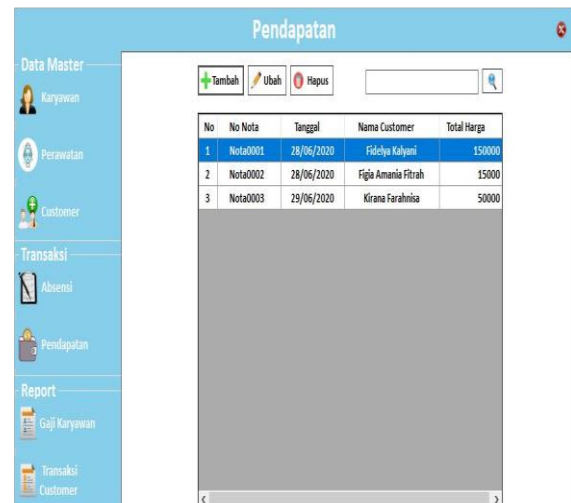 Pendapatan
Data Master
Karyawan
Perawatan
Customer
Transaksi
Absensi
Pendapatan
Report
Gaji Karyawan
Transaksi
Customer
Tambah Ubah Hapus
No No Nota Tanggal Nama Customer Total Harga
1 Nota0001 28/06/2020 Fidelya Kalyani 150000
2 Nota0002 28/06/2020 Figia Amania Fitrah 15000
3 Nota0003 29/06/2020 Kirana Farahnisa 50000